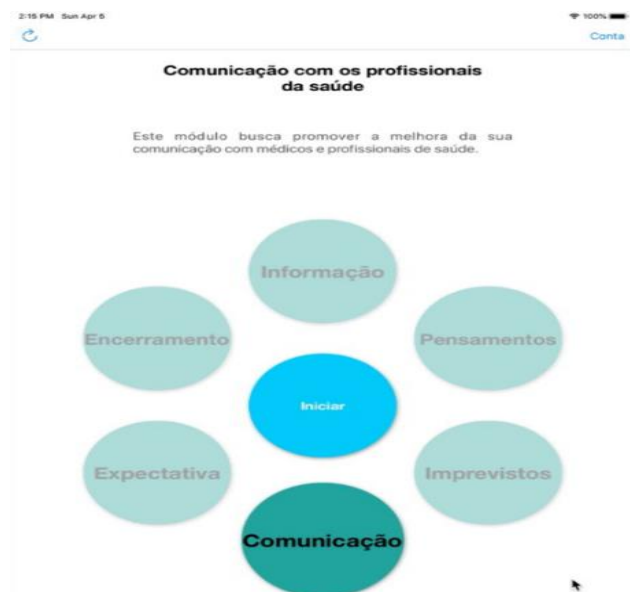 2:15 PM Sun Apr 5
100%
Conta
Comunicação com os profissionais
da saúde
Este módulo busca promover a melhora da sua
comunicação com médicos e profissionais de saúde.
Informação
Encerramento
Pensamentos
Iniciar
Expectativa
Imprevistos
Comunicação